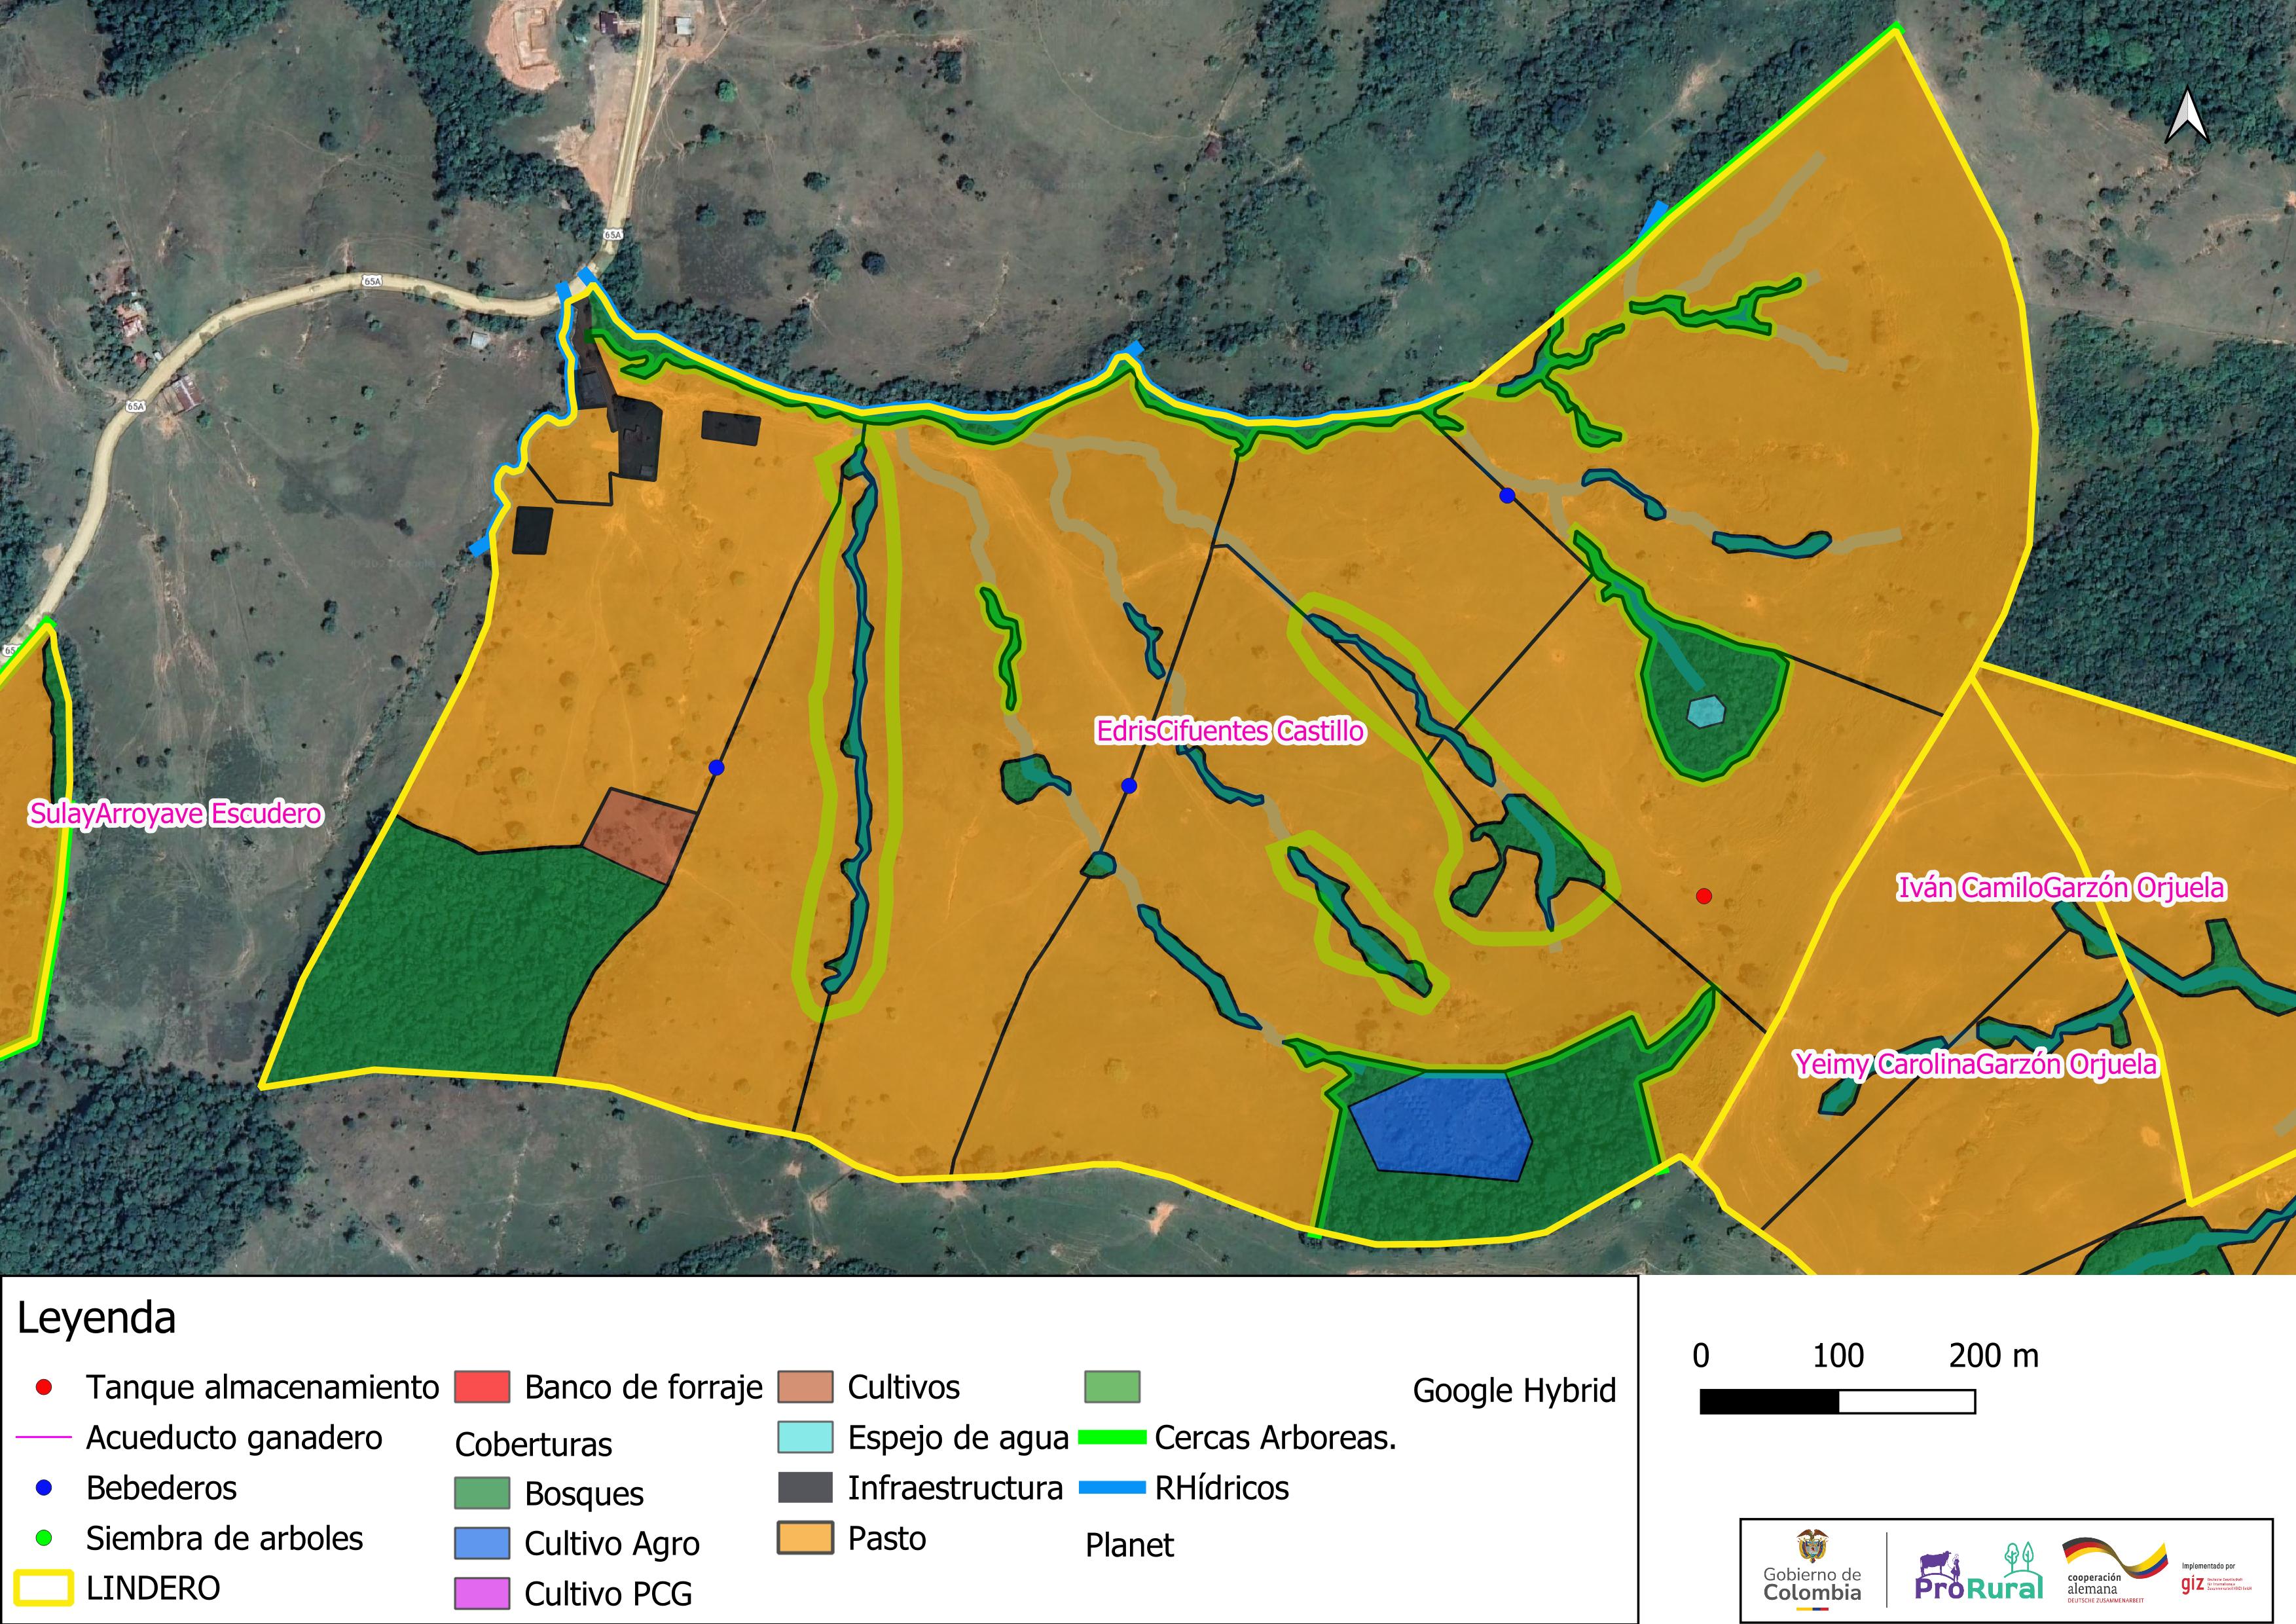 65A
65A
65A
65
EdrisCifuentes Castillo
SulayArroyave Escudero
Iván CamiloGarzón Orjuela
Yeimy CarolinaGarzón Orjuela
Leyenda
Tanque almacenamiento
Acueducto ganadero
Bebederos
Siembra de arboles
LINDERO
Banco de forraje
Coberturas
Bosques
Cultivo Agro
Cultivo PCG
Cultivos
Espejo de agua
Infraestructura
Pasto
Cercas Arboreas.
RHídricos
Planet
Google Hybrid
0 100 200 m
Gobierno de
Colombia
ProRural
cooperación
alemana
DEUTSCHE ZUSAMMENARBEIT
Implementado por
giz